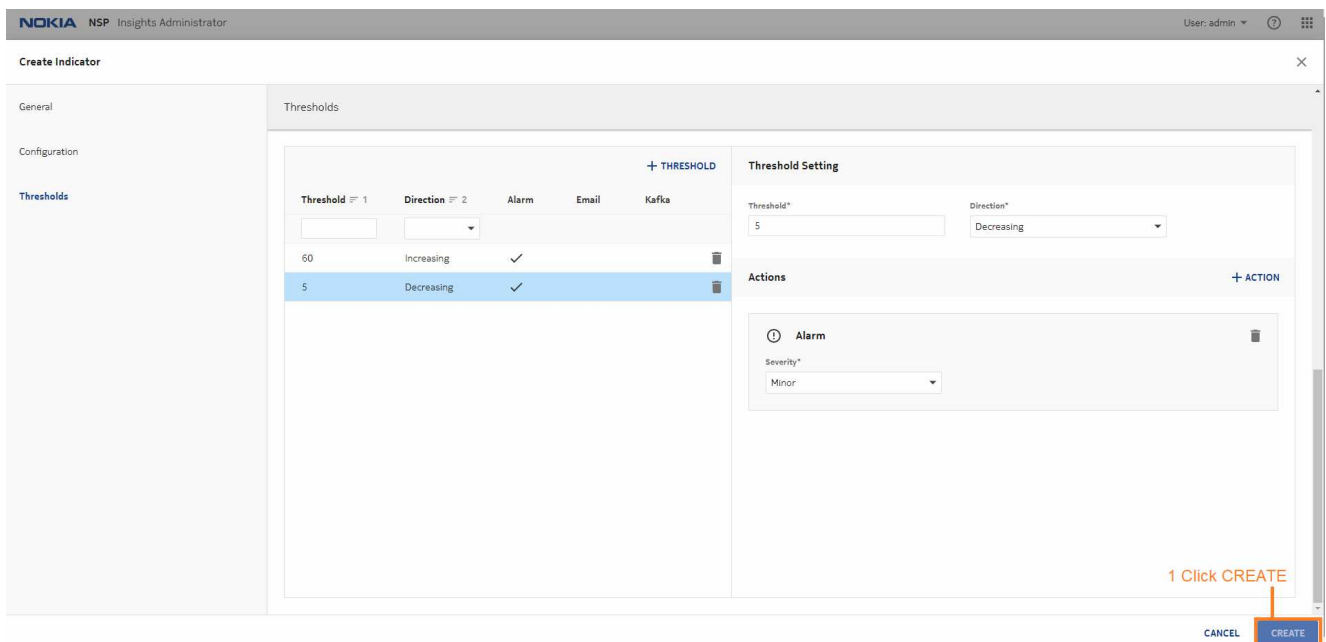 NOKIA NSP Insights Administrator User: admin
Create Indicator
General
Configuration
Thresholds
Thresholds
+ THRESHOLD
Threshold 1 Direction 2 Alarm Email Kafka
60 Increasing
5 Decreasing
Threshold Setting
Threshold* Direction*
5 Decreasing
Actions + ACTION
Alarm
Severity*
Minor
1 Click CREATE
CANCEL CREATE